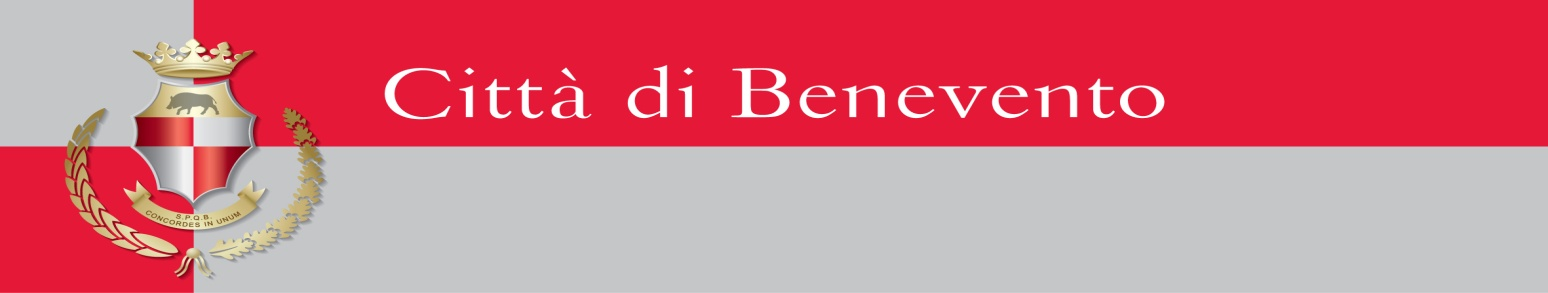 Città di Benevento
S.P.Q.B.
CONCORDES IN UNUM